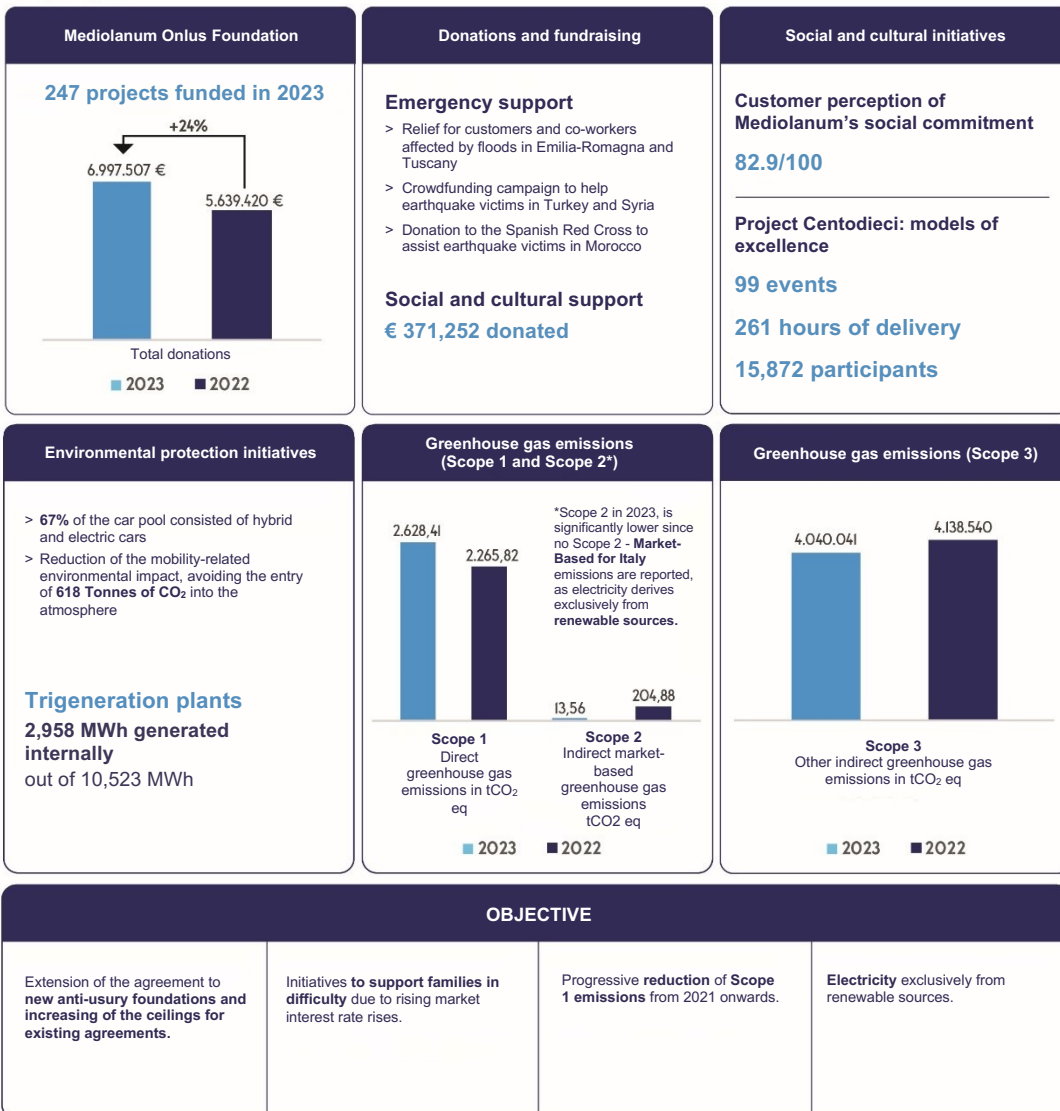 Mediolanum Onlus Foundation
247 projects funded in 2023
+24%
6.997.507 €
5.639.420 €
Total donations
2023
2022
Donations and fundraising
Emergency support
> Relief for customers and co-workers
affected by floods in Emilia-Romagna and
Tuscany
> Crowdfunding campaign to help
earthquake victims in Turkey and Syria
> Donation to the Spanish Red Cross to
assist earthquake victims in Morocco
Social and cultural support
€ 371,252 donated
Social and cultural initiatives
Customer perception of
Mediolanum's social commitment
82.9/100
Project Centodieci: models of
excellence
99 events
261 hours of delivery
15,872 participants
Environmental protection initiatives
> 67% of the car pool consisted of hybrid
and electric cars
> Reduction of the mobility-related
environmental impact, avoiding the entry
of 618 Tonnes of CO₂ into the
atmosphere
Trigeneration plants
2,958 MWh generated
internally
out of 10,523 MWh
Greenhouse gas emissions
(Scope 1 and Scope 2*)
2.628,41
2.265,82
*Scope 2 in 2023, is
significantly lower since
no Scope 2 - Market-
Based for Italy
emissions are reported,
as electricity derives
exclusively from
renewable sources.
13,56
204,88
Scope 1
Direct
greenhouse gas
emissions in tCO₂
eq
Scope 2
Indirect market-
based
greenhouse gas
emissions
tCO2 eq
2023
2022
Greenhouse gas emissions (Scope 3)
4.040.041
4.138.540
Scope 3
Other indirect greenhouse gas
emissions in tCO₂ eq
2023
2022
OBJECTIVE
Extension of the agreement to
new anti-usury foundations and
increasing of the ceilings for
existing agreements.
Initiatives to support families in
difficulty due to rising market
interest rate rises.
Progressive reduction of Scope
1 emissions from 2021 onwards.
Electricity exclusively from
renewable sources.